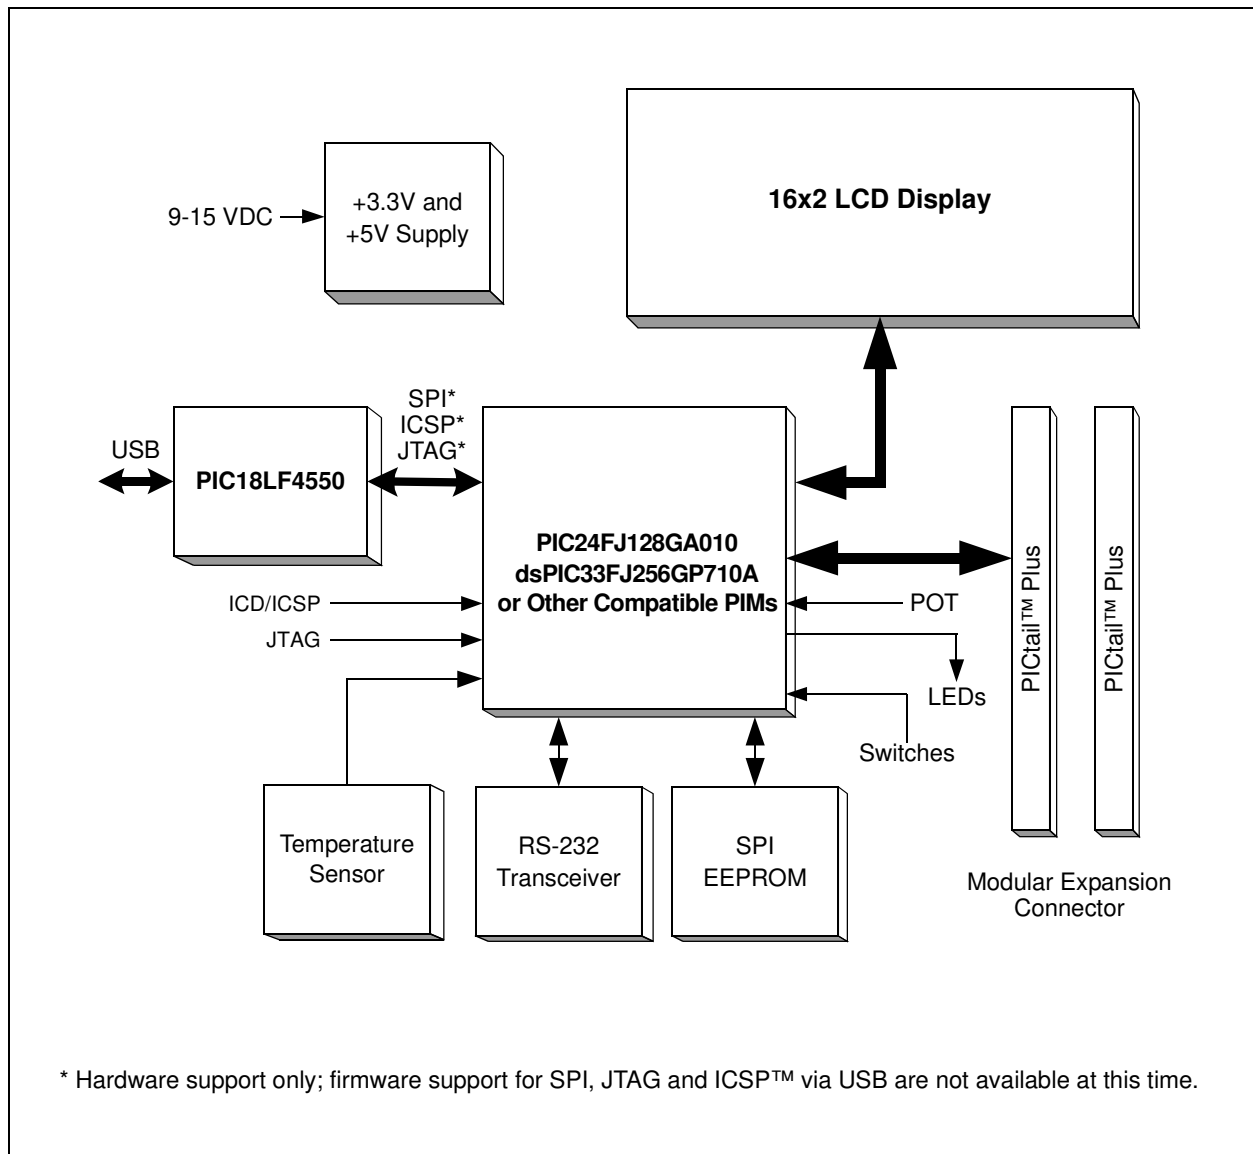 16x2 LCD Display
9-15 VDC
+3.3V and
+5V Supply
SPI*
ICSP*
JTAG*
USB
PIC18LF4550
PIC24FJ128GA010
dsPIC33FJ256GP710A
or Other Compatible PIMs
ICD/ICSP
JTAG
POT
LEDs
Switches
PICtail™ Plus
PICtail™ Plus
Temperature
Sensor
RS-232
Transceiver
SPI
EEPROM
Modular Expansion
Connector
* Hardware support only; firmware support for SPI, JTAG and ICSP™ via USB are not available at this time.